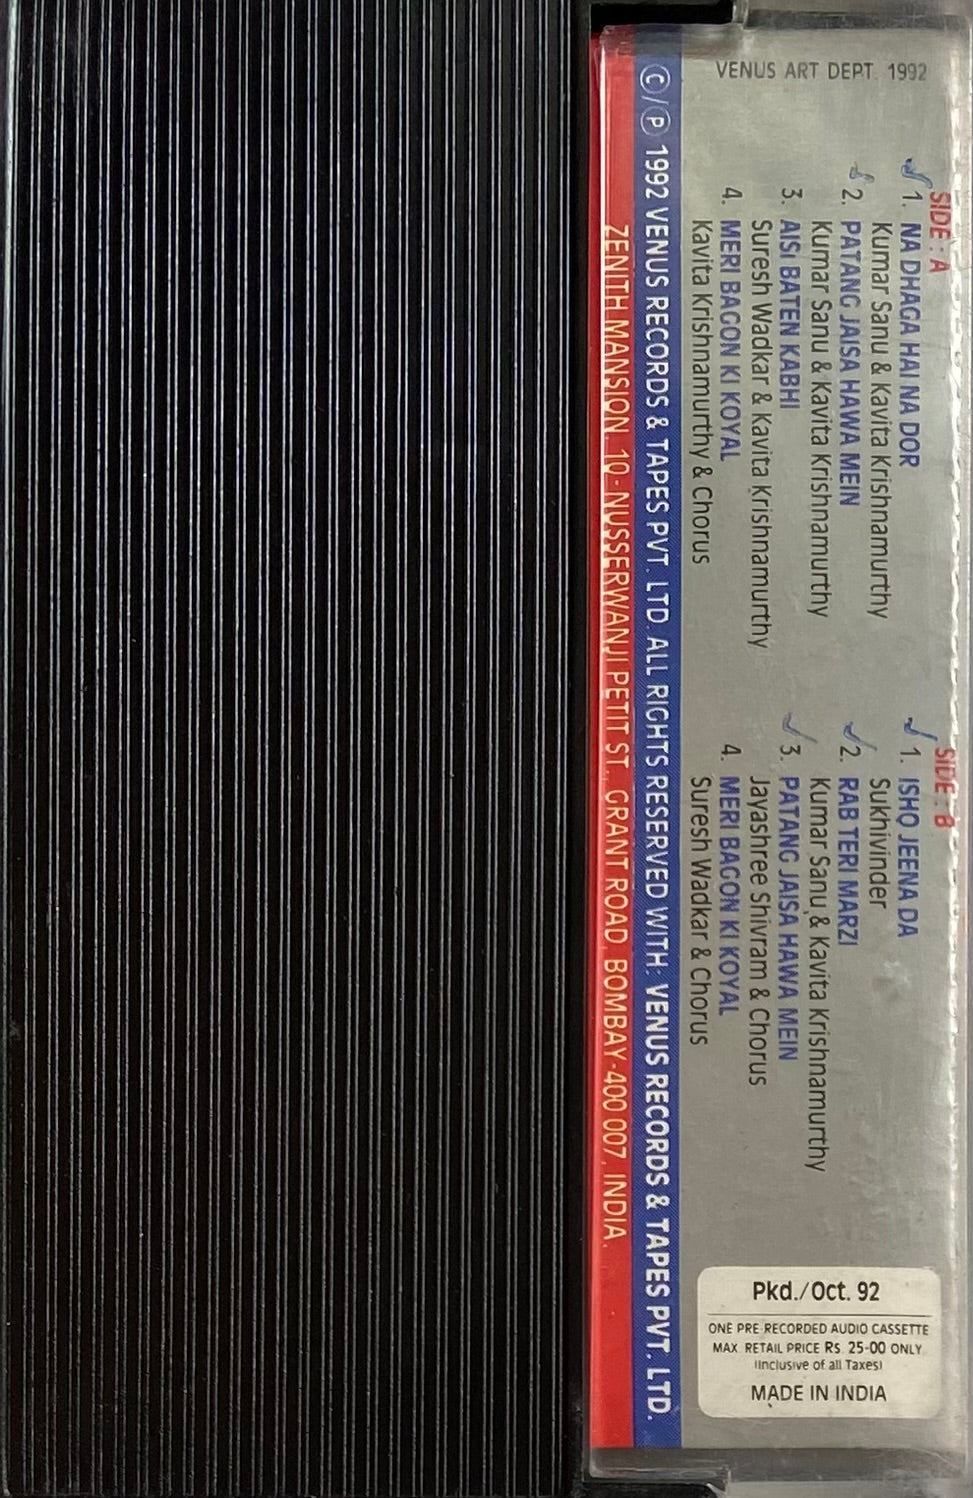 VENUS ART DEPT. 1992
SIDE : A
1. NA DHAGA HAI NA DOR
Kumar Sanu & Kavita Krishnamurthy
2. PATANG JAISA HAWA MEIN
Kumar Sanu & Kavita Krishnamurthy
3. AISI BATEN KABHI
Suresh Wadkar & Kavita Krishnamurthy
4. MERI BAGON KI KOYAL
Kavita Krishnamurthy & Chorus
SIDE : B
1. ISHQ JEENA DA
Sukhivinder
2. RAB TERI MARZI
Kumar Sanu & Kavita Krishnamurthy
3. PATANG JAISA HAWA MEIN
Jayashree Shivram & Chorus
4. MERI BAGON KI KOYAL
Suresh Wadkar & Chorus
Pkd./Oct. 92
ONE PRE RECORDED AUDIO CASSETTE
MAX. RETAIL PRICE Rs. 25-00 ONLY
(Inclusive of all Taxes)
MADE IN INDIA
©/℗ 1992 VENUS RECORDS & TAPES PVT. LTD. ALL RIGHTS RESERVED WITH: VENUS RECORDS & TAPES PVT. LTD.
ZENITH MANSION, 10-NUSSERWANJI PETIT ST., GRANT ROAD, BOMBAY-400 007. INDIA.